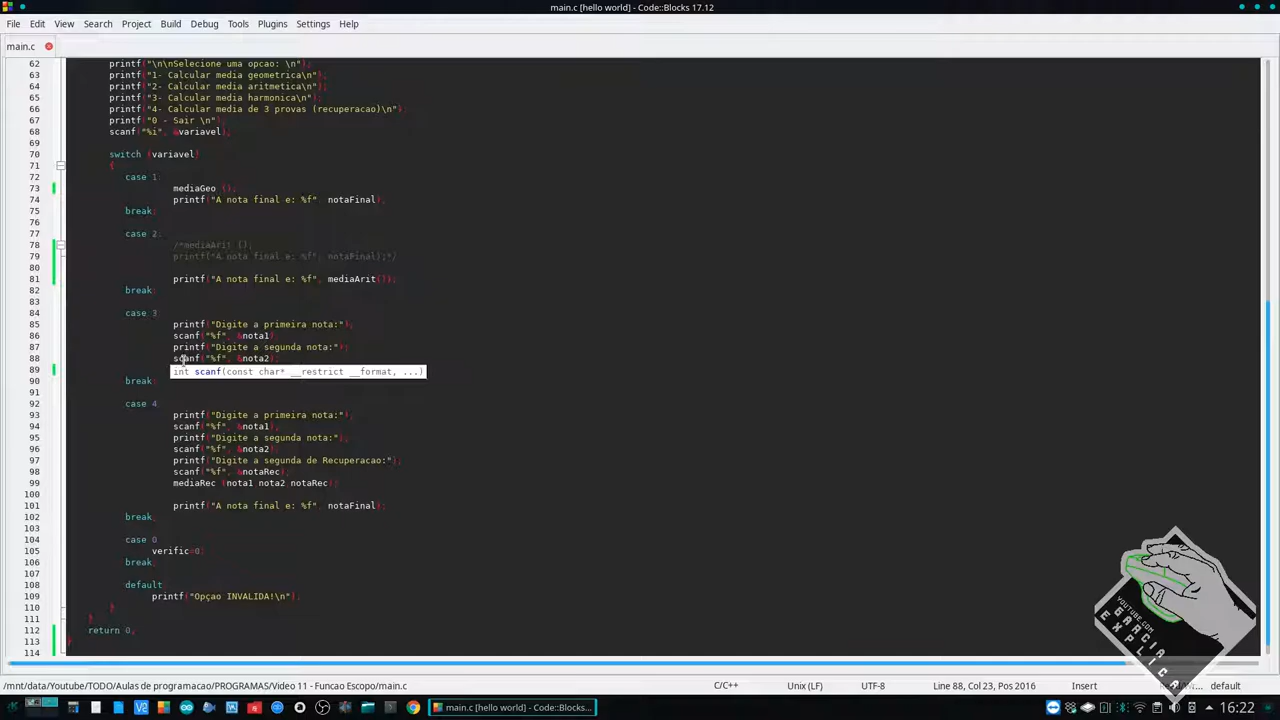 main.c [hello world] - Code::Blocks 17.12
File Edit View Search Project Build Debug Tools Plugins Settings Help
main.c
62 printf("\n\nSelecione uma opcao: \n");
63 printf("1- Calcular media geometrica\n");
64 printf("2- Calcular media aritmetica\n");
65 printf("3- Calcular media harmonica\n");
66 printf("4- Calcular media de 3 provas (recuperacao)\n");
67 printf("0 - Sair \n");
68 scanf("%i", &variavel);
69
70 switch (variavel)
71 {
72 case 1:
73 mediaGeo ();
74 printf("A nota final e: %f", notaFinal);
75 break;
76
77 case 2:
78 /*mediaArit ();
79 printf("A nota final e: %f", notaFinal);*/
80
81 printf("A nota final e: %f", mediaArit());
82 break;
83
84 case 3:
85 printf("Digite a primeira nota:");
86 scanf("%f", &nota1);
87 printf("Digite a segunda nota:");
88 scanf("%f", &nota2);
89 int scanf(const char* __restrict __format, ...)
90 break;
91
92 case 4:
93 printf("Digite a primeira nota:");
94 scanf("%f", &nota1);
95 printf("Digite a segunda nota:");
96 scanf("%f", &nota2);
97 printf("Digite a segunda de Recuperacao:");
98 scanf("%f", &notaRec);
99 mediaRec (nota1,nota2,notaRec);
100
101 printf("A nota final e: %f", notaFinal);
102 break;
103
104 case 0:
105 verific=0;
106 break;
107
108 default:
109 printf("Opçao INVALIDA!\n");
110 }
111 }
112 return 0;
113 }
114
YOUTUBE.COM
GARCIA
EXPLIC
/mnt/data/Youtube/TODO/Aulas de programacao/PROGRAMAS/Video 11 - Funcao Escopo/main.c C/C++ Unix (LF) UTF-8 Line 88, Col 23, Pos 2016 Insert default
main.c [hello world] - Code::Blocks... 16:22